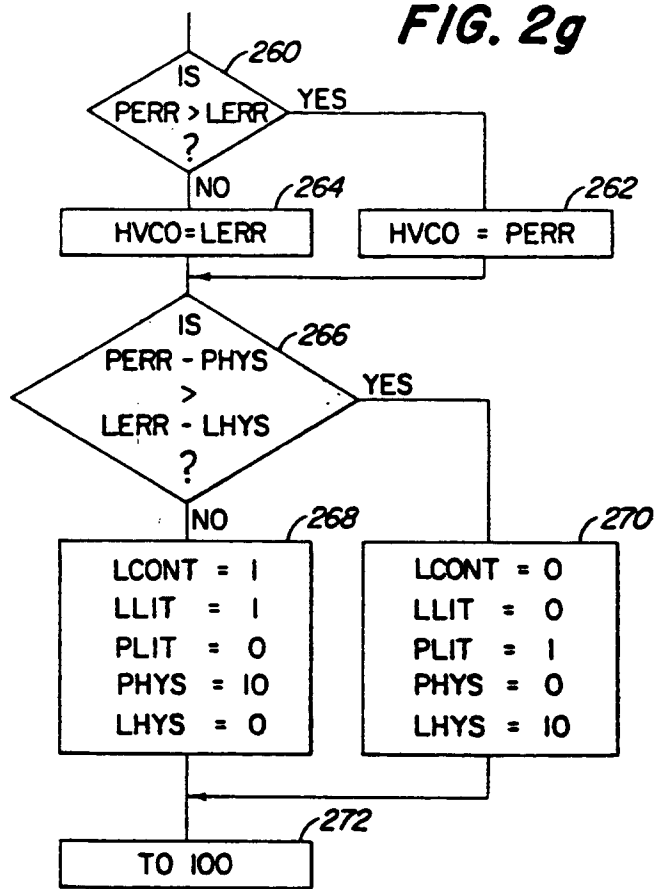 FIG. 2g
260
IS
PERR > LERR
?
YES
NO
264
HVCO=LERR
262
HVCO = PERR
IS
266
PERR - PHYS
>
LERR - LHYS
?
YES
NO
268
LCONT = 1
LLIT = 1
PLIT = 0
PHYS = 10
LHYS = 0
270
LCONT = 0
LLIT = 0
PLIT = 1
PHYS = 0
LHYS = 10
272
TO 100